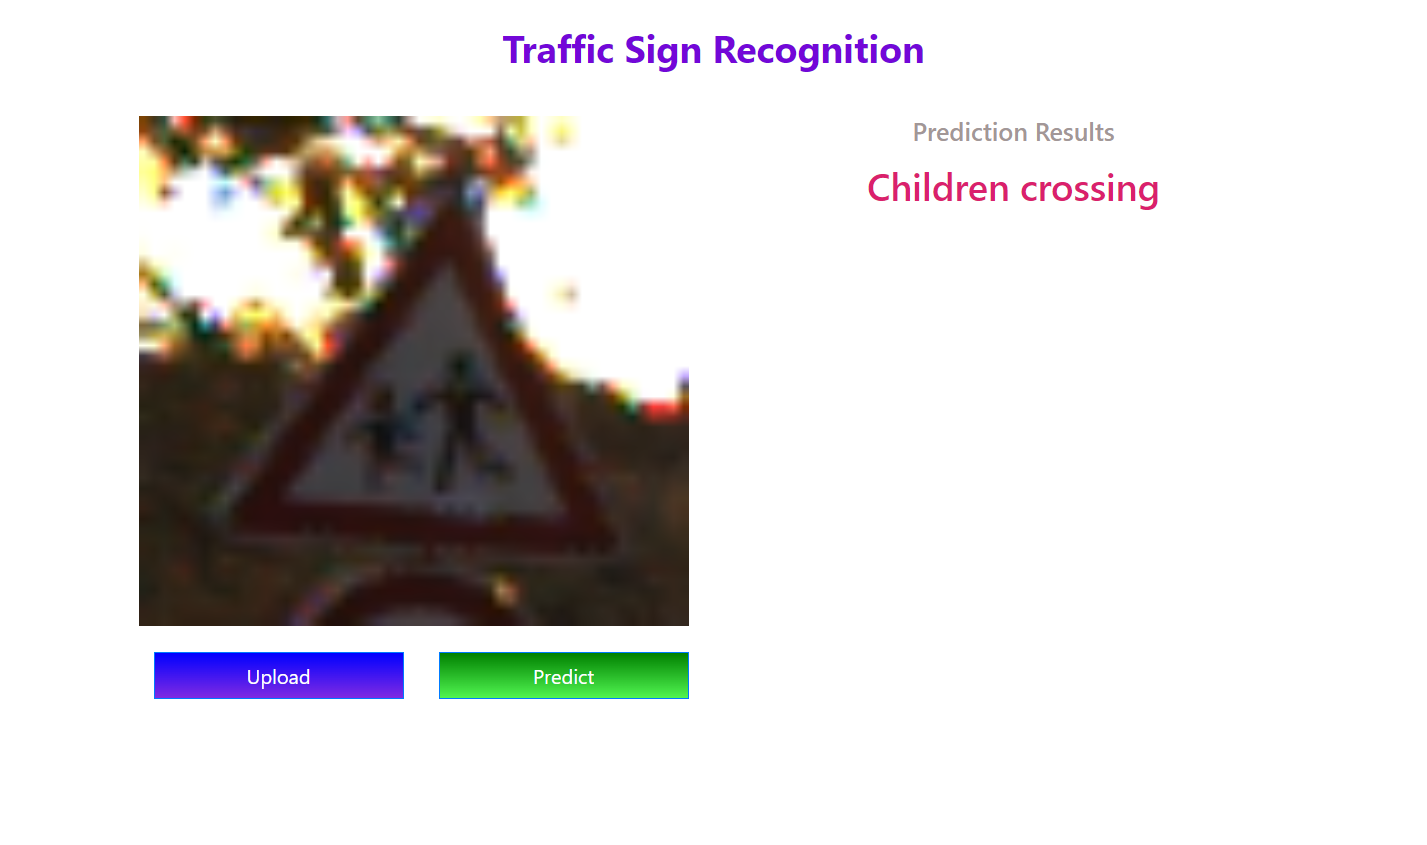 Traffic Sign Recognition
Prediction Results
Children crossing
Upload
Predict